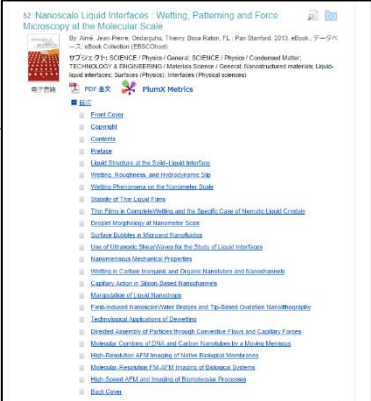 52. Nanoscale Liquid Interfaces : Wetting, Patterning and Force
Microscopy at the Molecular Scale
By: Aimé, Jean-Pierre; Ondarçuhu, Thierry. Boca Raton, FL : Pan Stanford. 2013. eBook., データベ
ース: eBook Collection (EBSCOhost)
サブジェクト: SCIENCE / Physics / General; SCIENCE / Physics / Condensed Matter;
TECHNOLOGY & ENGINEERING / Materials Science / General; Nanostructured materials; Liquid-
liquid interfaces; Surfaces (Physics); Interfaces (Physical sciences)
電子書籍
PDF 全文 PlumX Metrics
目次
Front Cover
Copyright
Contents
Preface
Liquid Structure at the Solid–Liquid Interface
Wetting, Roughness, and Hydrodynamic Slip
Wetting Phenomena on the Nanometer Scale
Stability of Thin Liquid Films
Thin Films in CompleteWetting and the Specific Case of Nematic Liquid Crystals
Droplet Morphology at Nanometer Scale
Surface Bubbles in Microand Nanofluidics
Use of Ultrasonic ShearWaves for the Study of Liquid Interfaces
Nanomeniscus Mechanical Properties
Wetting in Carbon Inorganic and Organic Nanotubes and Nanochannels
Capillary Action in Silicon-Based Nanochannels
Manipulation of Liquid Nanodrops
Field-Induced NanoscaleWater Bridges and Tip-Based Oxidation Nanolithography
Technological Applications of Dewetting
Directed Assembly of Particles through Convective Flows and Capillary Forces
Molecular Combing of DNA and Carbon Nanotubes by a Moving Meniscus
High-Resolution AFM Imaging of Native Biological Membranes
Molecular-Resolution FM-AFM Imaging of Biological Systems
High-Speed AFM and Imaging of Biomolecular Processes
Back Cover